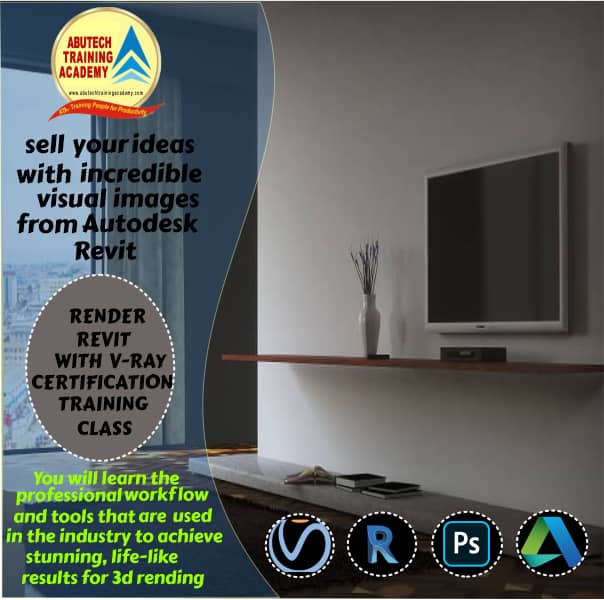 ABUTECH
TRAINING
ACADEMY
www.abutechtrainingacademy.com
Training People for Productivity
sell your ideas
with incredible
visual images
from Autodesk
Revit
RENDER
REVIT
WITH V-RAY
CERTIFICATION
TRAINING
CLASS
You will learn the
professional workflow
and tools that are used
in the industry to achieve
stunning, life-like
results for 3d rending
R
Ps